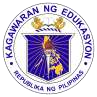 KAGAWARAN NG EDUKASYON
REPUBLIKA NG PILIPINAS